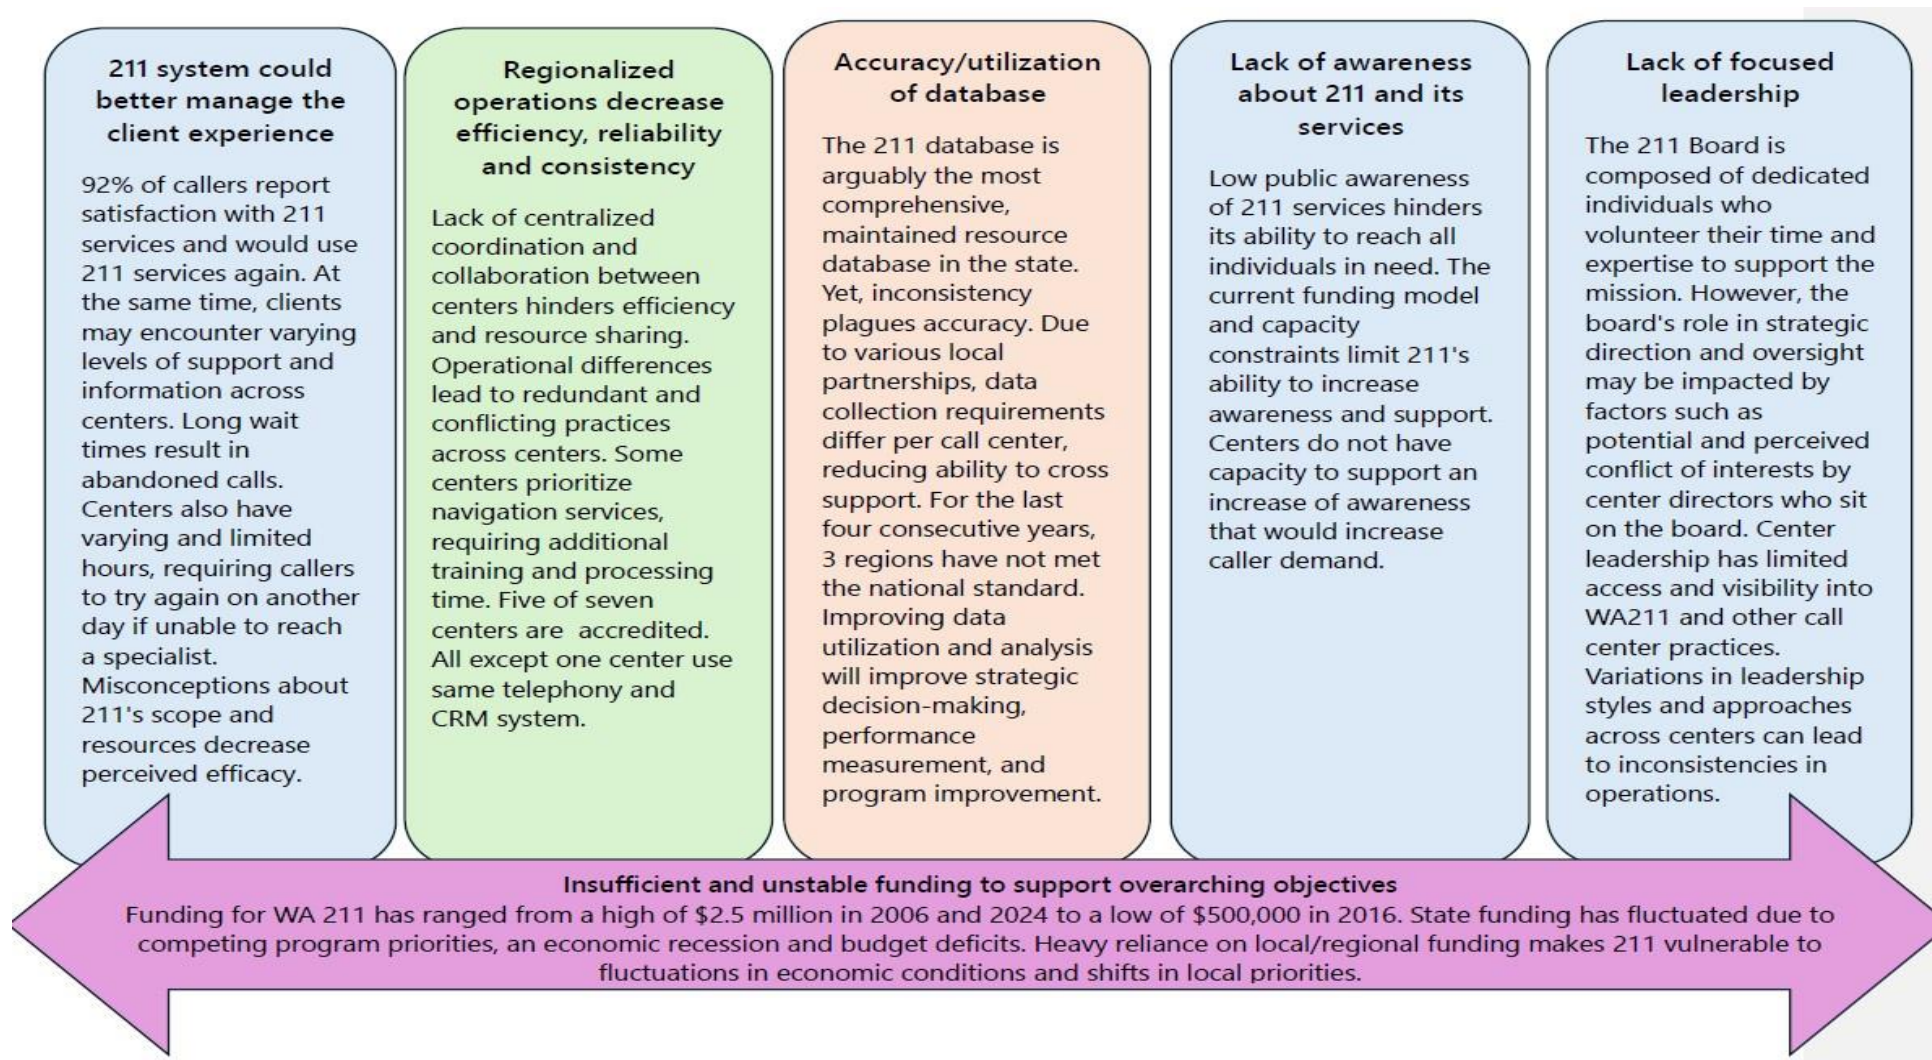 211 system could
better manage the
client experience
92% of callers report
satisfaction with 211
services and would use
211 services again. At
the same time, clients
may encounter varying
levels of support and
information across
centers. Long wait
times result in
abandoned calls.
Centers also have
varying and limited
hours, requiring callers
to try again on another
day if unable to reach
a specialist.
Misconceptions about
211's scope and
resources decrease
perceived efficacy.
Regionalized
operations decrease
efficiency, reliability
and consistency
Lack of centralized
coordination and
collaboration between
centers hinders efficiency
and resource sharing.
Operational differences
lead to redundant and
conflicting practices
across centers. Some
centers prioritize
navigation services,
requiring additional
training and processing
time. Five of seven
centers are accredited.
All except one center use
same telephony and
CRM system.
Accuracy/utilization
of database
The 211 database is
arguably the most
comprehensive,
maintained resource
database in the state.
Yet, inconsistency
plagues accuracy. Due
to various local
partnerships, data
collection requirements
differ per call center,
reducing ability to cross
support. For the last
four consecutive years,
3 regions have not met
the national standard.
Improving data
utilization and analysis
will improve strategic
decision-making,
performance
measurement, and
program improvement.
Lack of awareness
about 211 and its
services
Low public awareness
of 211 services hinders
its ability to reach all
individuals in need. The
current funding model
and capacity
constraints limit 211's
ability to increase
awareness and support.
Centers do not have
capacity to support an
increase of awareness
that would increase
caller demand.
Lack of focused
leadership
The 211 Board is
composed of dedicated
individuals who
volunteer their time and
expertise to support the
mission. However, the
board's role in strategic
direction and oversight
may be impacted by
factors such as
potential and perceived
conflict of interests by
center directors who sit
on the board. Center
leadership has limited
access and visibility into
WA211 and other call
center practices.
Variations in leadership
styles and approaches
across centers can lead
to inconsistencies in
operations.
Insufficient and unstable funding to support overarching objectives
Funding for WA 211 has ranged from a high of $2.5 million in 2006 and 2024 to a low of $500,000 in 2016. State funding has fluctuated due to
competing program priorities, an economic recession and budget deficits. Heavy reliance on local/regional funding makes 211 vulnerable to
fluctuations in economic conditions and shifts in local priorities.